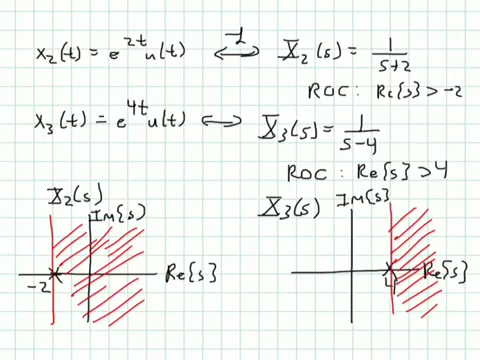 x₂(t) = e^{2t} u(t) ⟷ᴸ X₂(s) = 1/(s+2)
ROC : Re{s} > -2
x₃(t) = e^{4t} u(t) ⟷ X₃(s) = 1/(s-4)
ROC : Re{s} > 4
X₂(s)
Im{s}
-2
Re{s}
X₃(s)
Im{s}
4
Re{s}